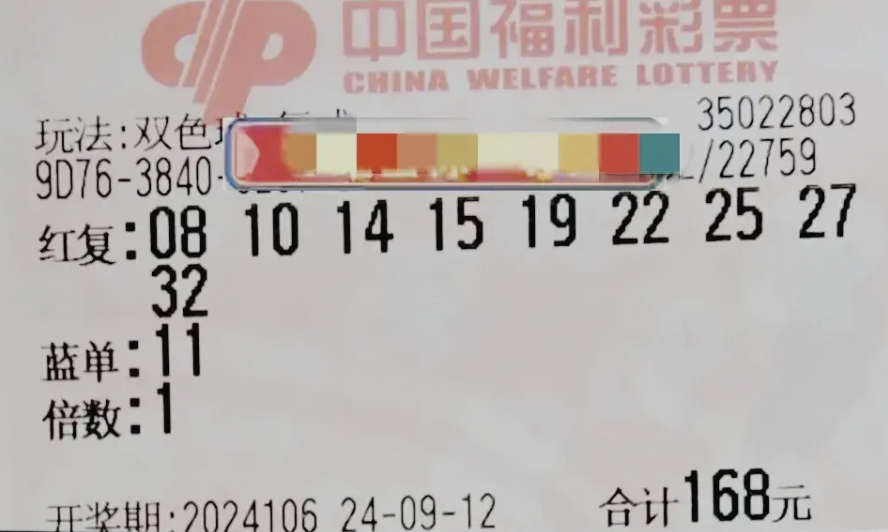 中国福利彩票
CHINA WELFARE LOTTERY
玩法:双色 35022803
9D76-3840- /22759
红复:08 10 14 15 19 22 25 27
32
蓝单:11
倍数:1
开奖期:2024106 24-09-12 合计168元